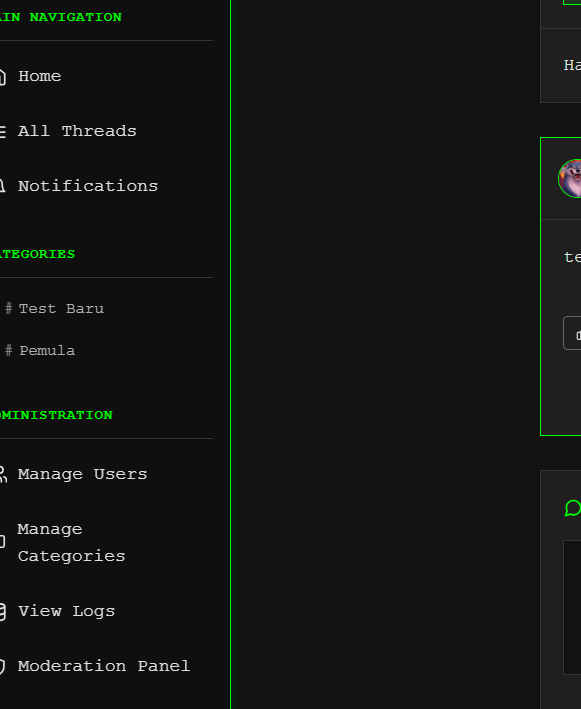 AIN NAVIGATION
Home
All Threads
Notifications
ATEGORIES
# Test Baru
# Pemula
DMINISTRATION
Manage Users
Manage
Categories
View Logs
Moderation Panel
Ha
te